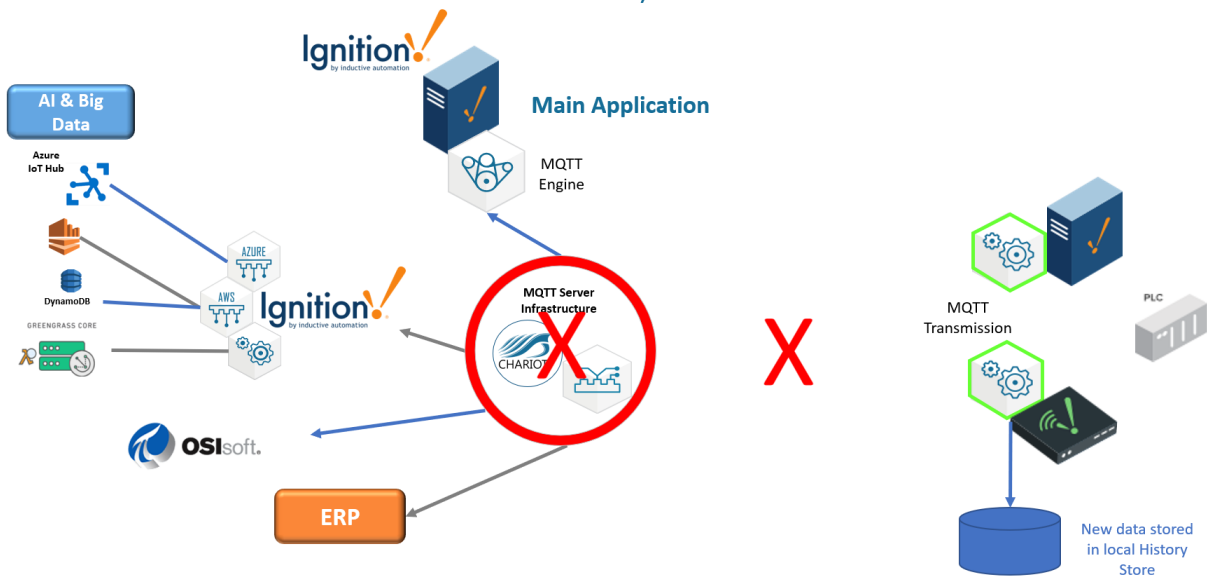 Ignition!
by inductive automation
AI & Big
Data
Main Application
Azure
IoT Hub
MQTT
Engine
AZURE
AWS
DynamoDB
Ignition!
by inductive automation
GREENGRASS CORE
MQTT Server
Infrastructure
CHARIOT
X
X
PLC
MQTT
Transmission
OSIsoft.
ERP
New data stored
in local History
Store